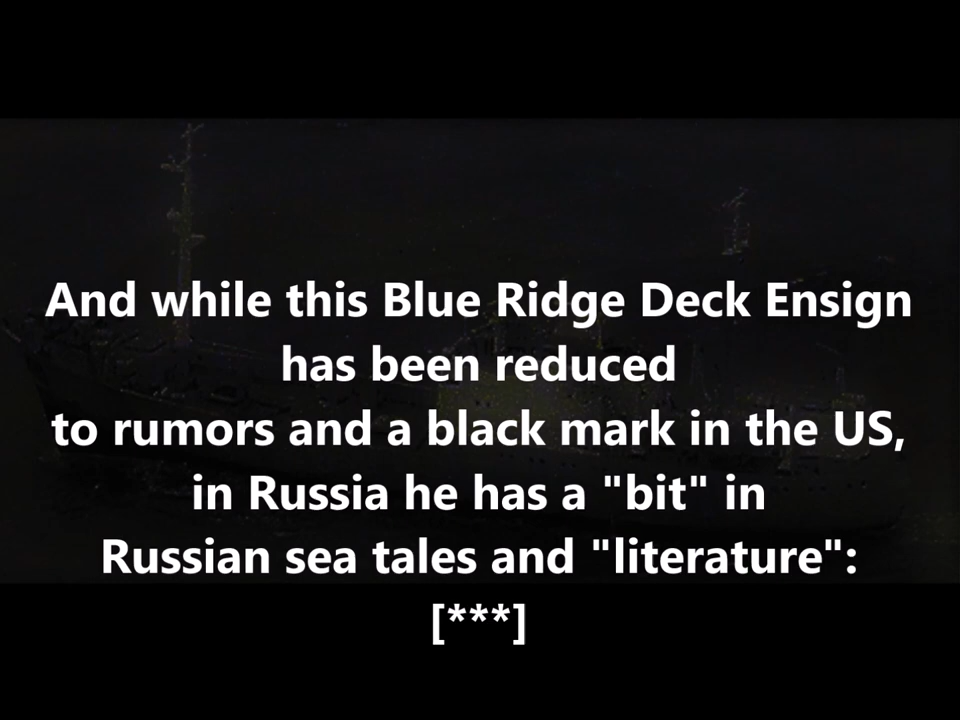 And while this Blue Ridge Deck Ensign
has been reduced
to rumors and a black mark in the US,
in Russia he has a "bit" in
Russian sea tales and "literature":
[***]